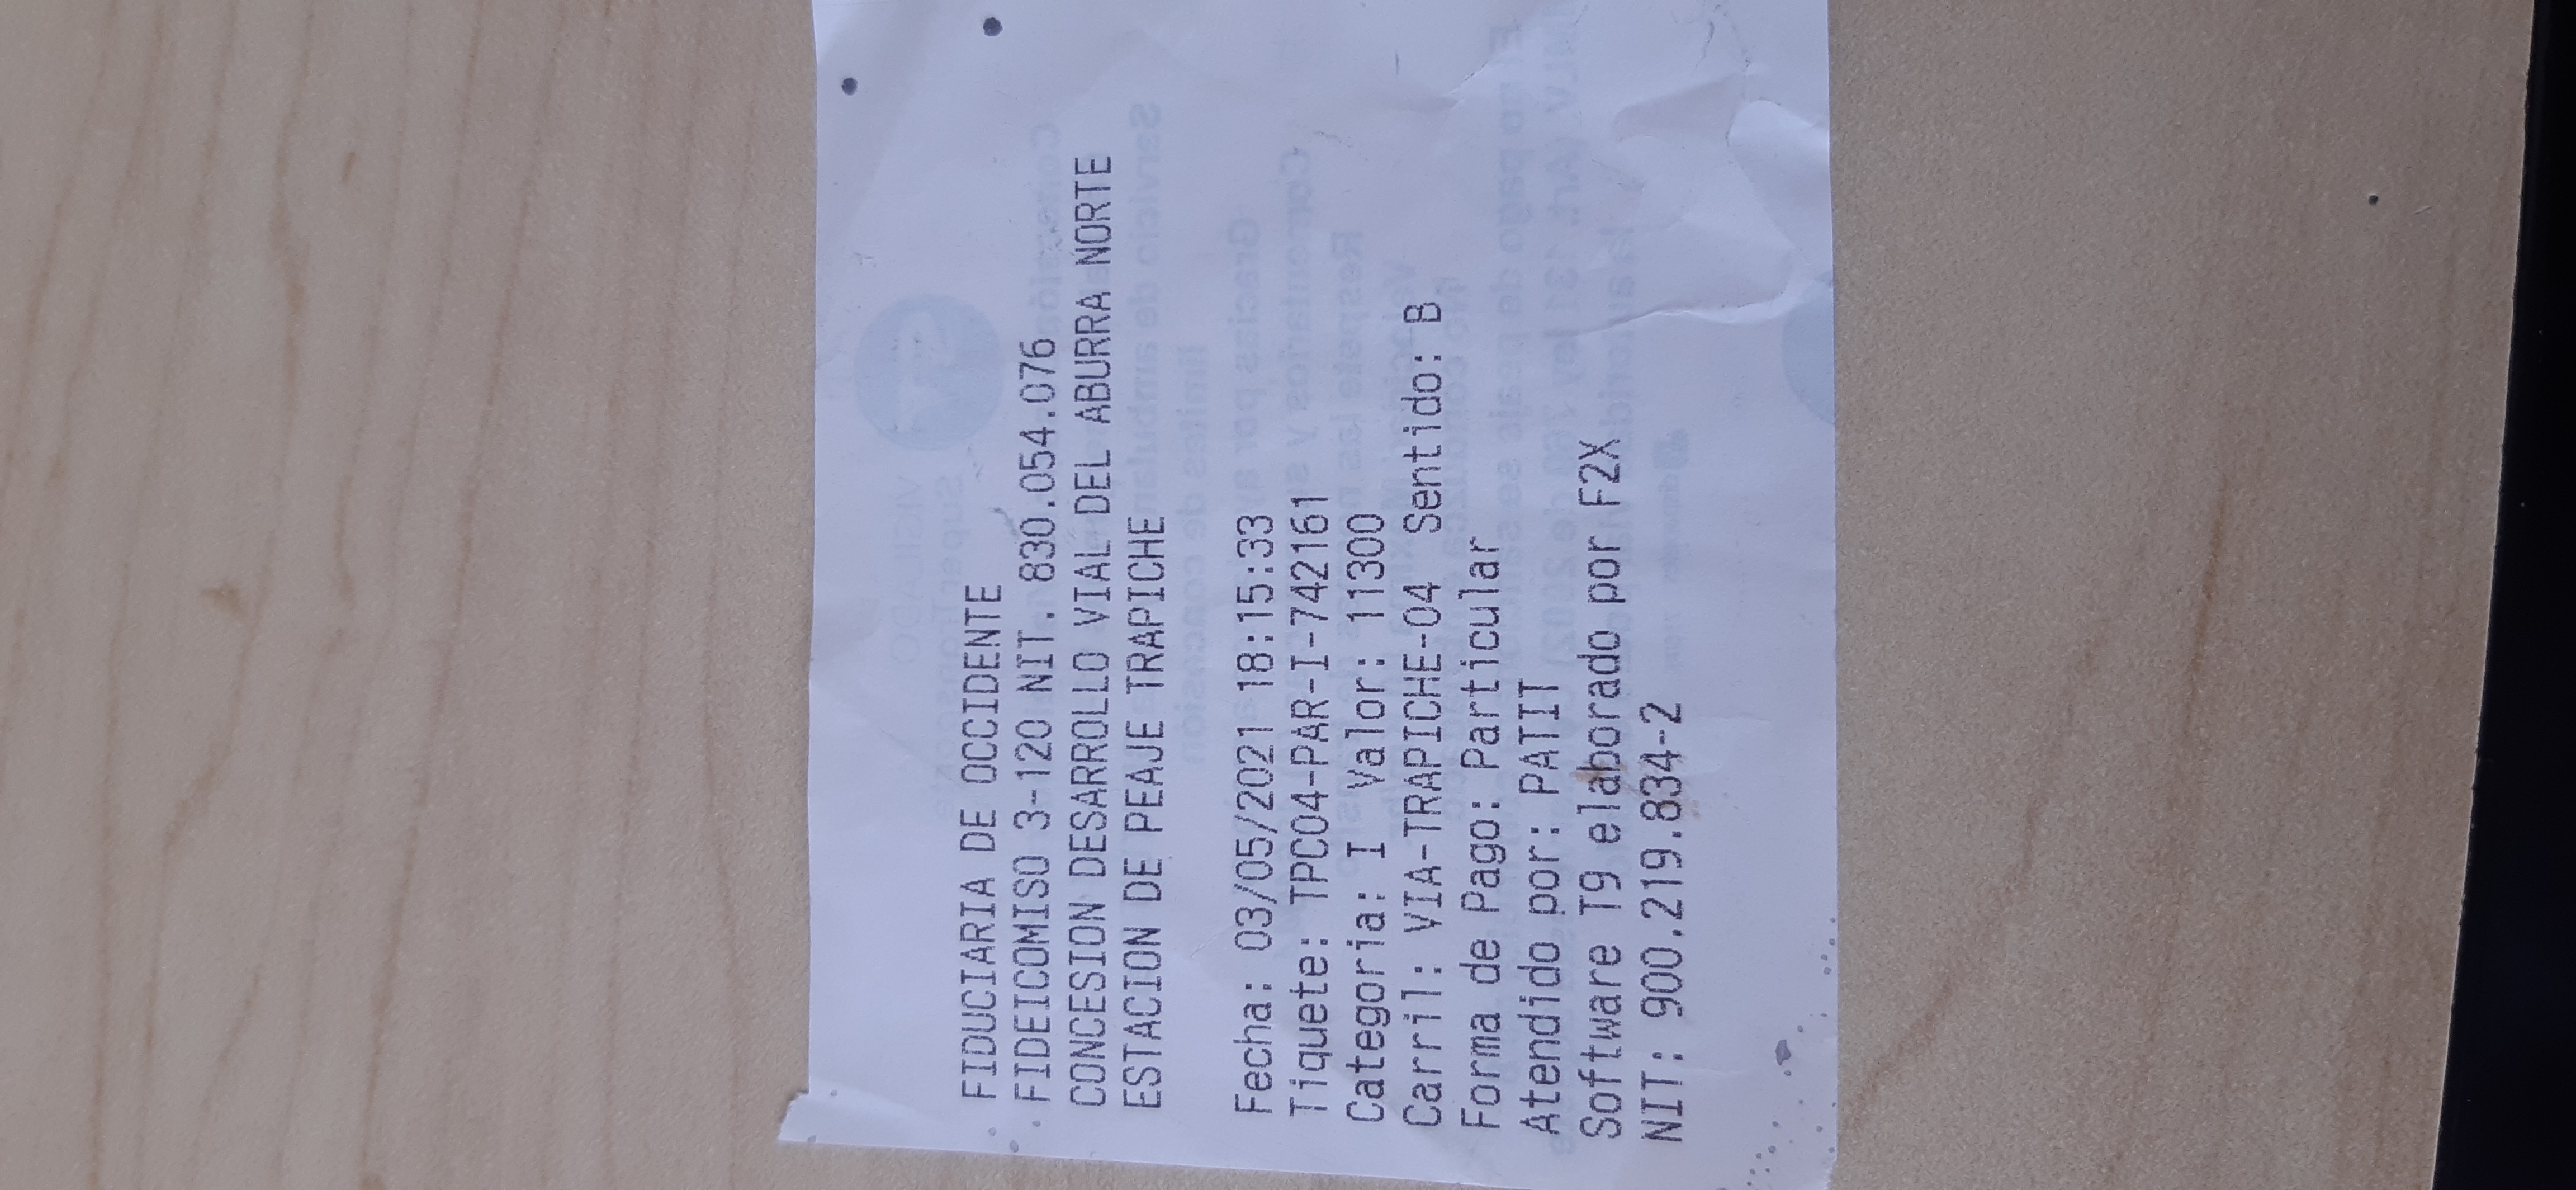 FIDUCIARIA DE OCCIDENTE
FIDEICOMISO 3-120 NIT. 830.054.076
CONCESION DESARROLLO VIAL DEL ABURRA NORTE
ESTACION DE PEAJE TRAPICHE
Fecha: 03/05/2021 18:15:33
Tiquete: TPC04-PAR-I-742161
Categoria: I Valor: 11300
Carril: VIA-TRAPICHE-04 Sentido: B
Forma de Pago: Particular
Atendido por: PATIT
Software T9 elaborado por F2X
NIT: 900.219.834-2